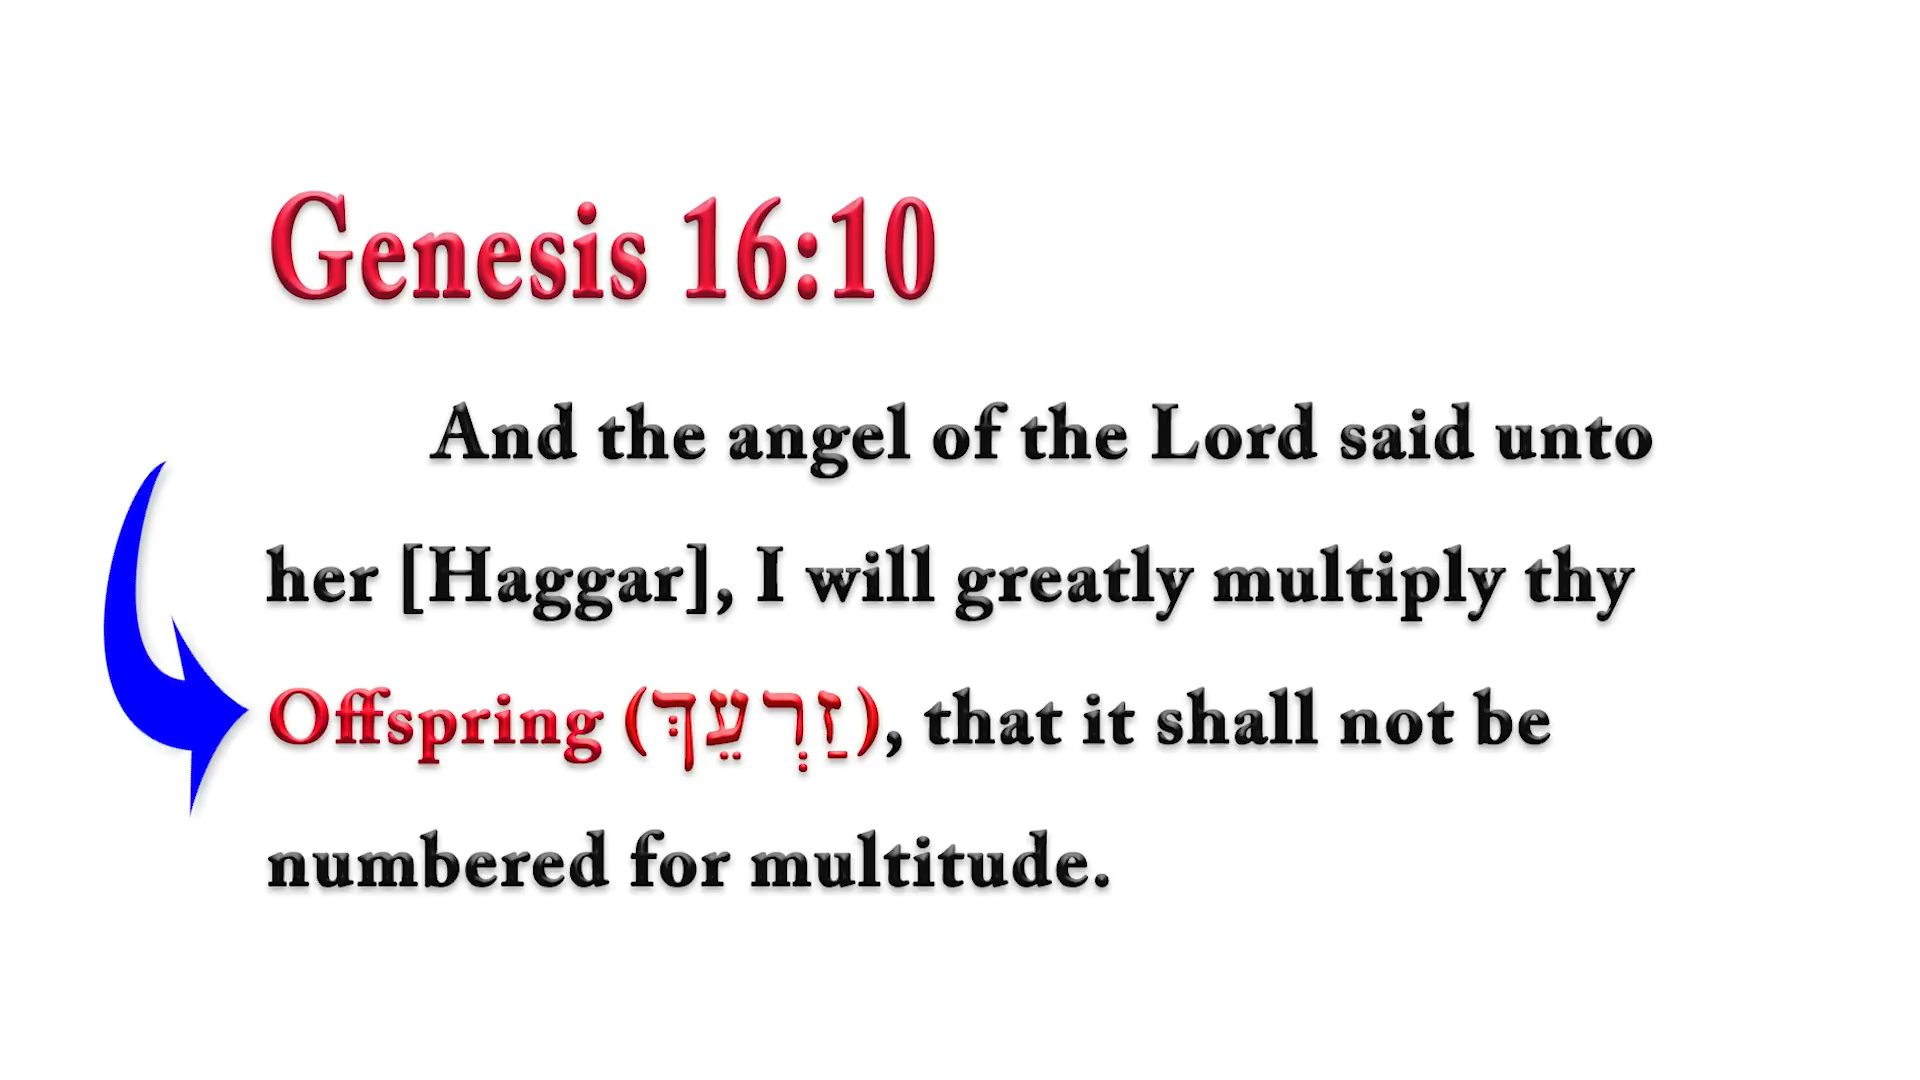 Genesis 16:10
And the angel of the Lord said unto
her [Haggar], I will greatly multiply thy
Offspring (זַרְעֵךְ), that it shall not be
numbered for multitude.